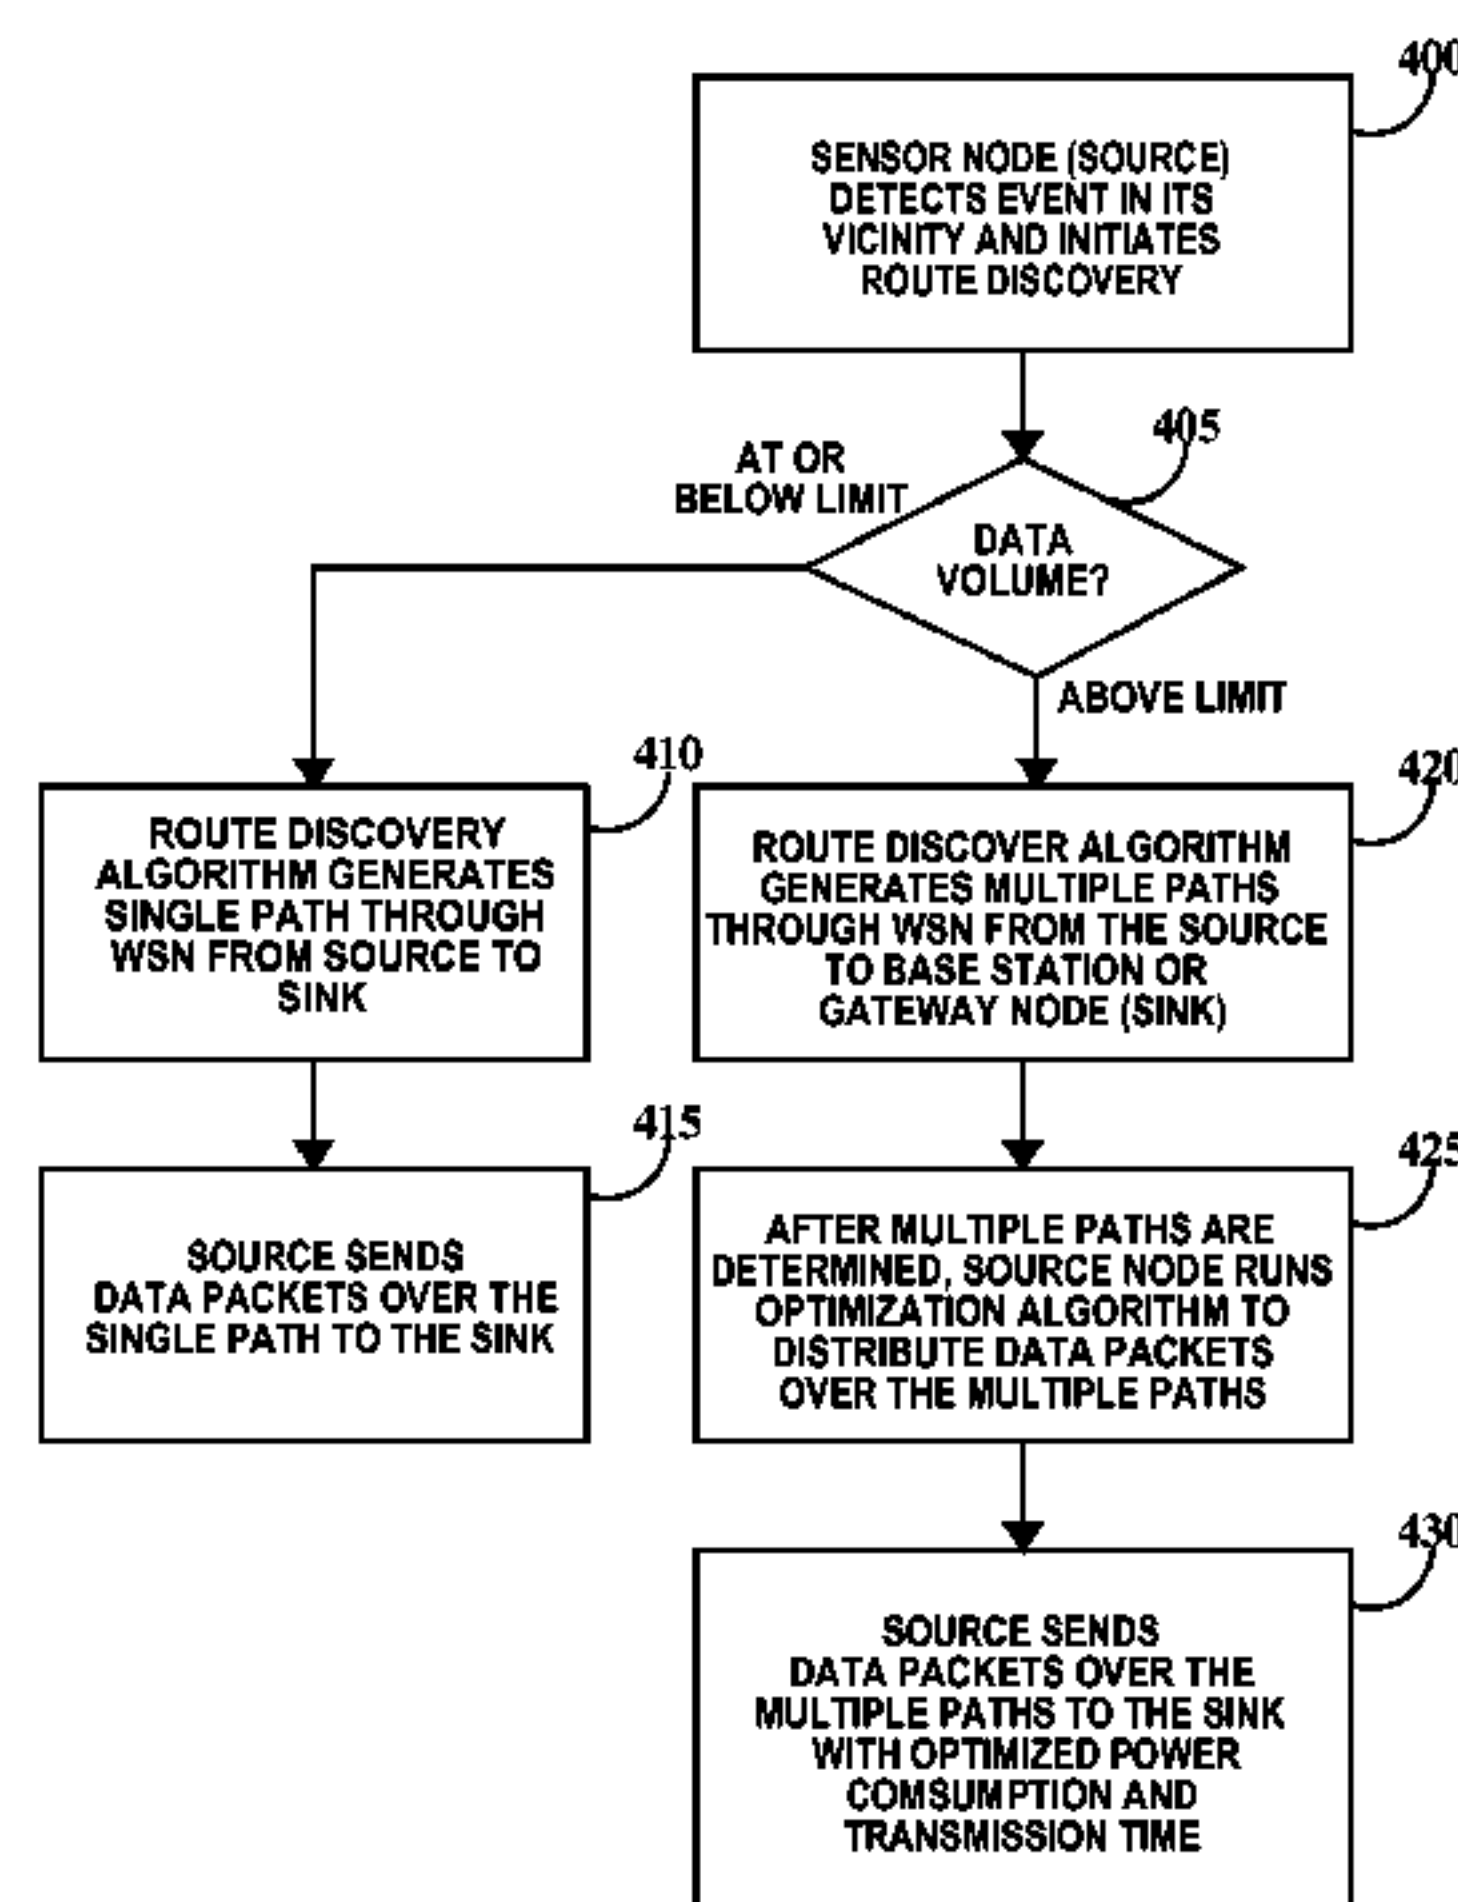 400
SENSOR NODE (SOURCE)
DETECTS EVENT IN ITS
VICINITY AND INITIATES
ROUTE DISCOVERY
405
AT OR
BELOW LIMIT
DATA
VOLUME?
ABOVE LIMIT
410
ROUTE DISCOVERY
ALGORITHM GENERATES
SINGLE PATH THROUGH
WSN FROM SOURCE TO
SINK
420
ROUTE DISCOVER ALGORITHM
GENERATES MULTIPLE PATHS
THROUGH WSN FROM THE SOURCE
TO BASE STATION OR
GATEWAY NODE (SINK)
415
SOURCE SENDS
DATA PACKETS OVER THE
SINGLE PATH TO THE SINK
425
AFTER MULTIPLE PATHS ARE
DETERMINED, SOURCE NODE RUNS
OPTIMIZATION ALGORITHM TO
DISTRIBUTE DATA PACKETS
OVER THE MULTIPLE PATHS
430
SOURCE SENDS
DATA PACKETS OVER THE
MULTIPLE PATHS TO THE SINK
WITH OPTIMIZED POWER
COMSUMPTION AND
TRANSMISSION TIME